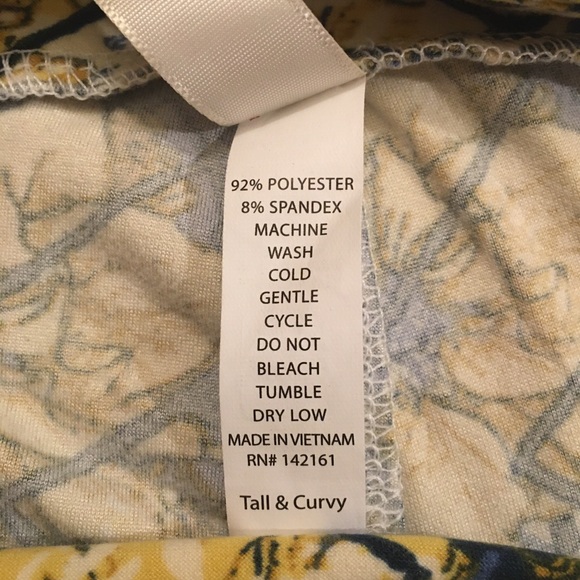 92% POLYESTER
8% SPANDEX
MACHINE
WASH
COLD
GENTLE
CYCLE
DO NOT
BLEACH
TUMBLE
DRY LOW
MADE IN VIETNAM
RN# 142161
Tall & Curvy